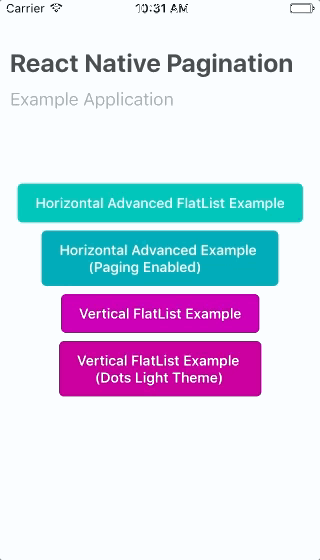 Carrier 10:31 AM
React Native Pagination
Example Application
Horizontal Advanced FlatList Example
Horizontal Advanced Example
(Paging Enabled)
Vertical FlatList Example
Vertical FlatList Example
(Dots Light Theme)